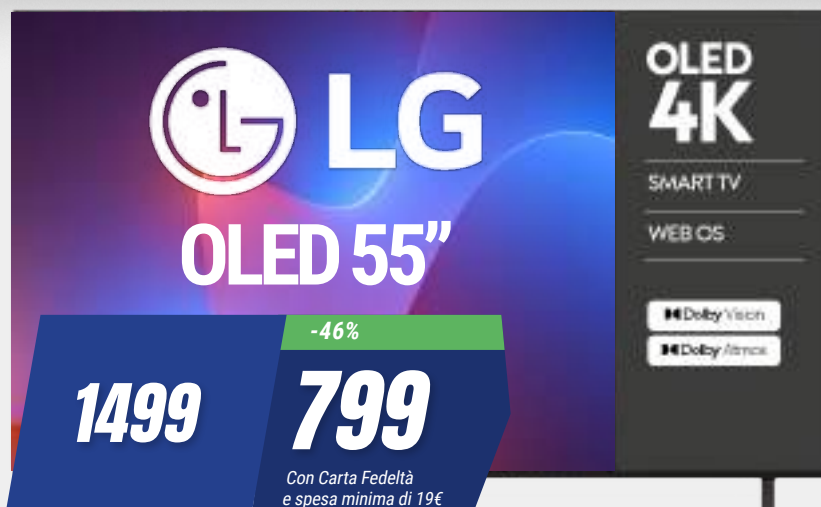 LG
OLED 55”
-46%
1499
799
Con Carta Fedeltà
e spesa minima di 19€
OLED
4K
SMART TV
WEB OS
Dolby Vision
Dolby Atmos